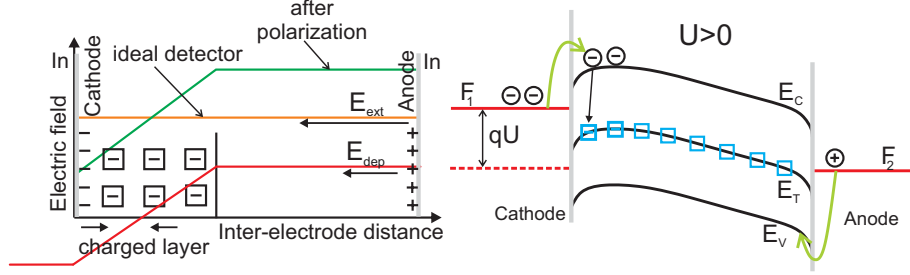 after
polarization
ideal detector
In
In
Cathode
Anode
Electric field
E_ext
E_dep
- - - - -
+ + + + +
- - -
- - -
charged layer
Inter-electrode distance
U>0
- -
- -
F_1
qU
E_C
E_T
E_V
+
F_2
Cathode
Anode